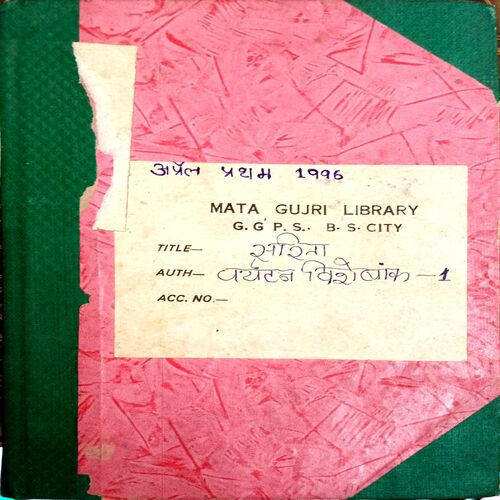 अप्रैल प्रथम 1996
MATA GUJRI LIBRARY
G. G. P. S.. B. S. CITY
TITLE— सरिता
AUTH— पर्यटन विशेषांक — 1
ACC. NO.—